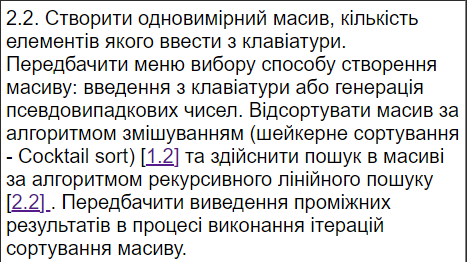 2.2. Створити одновимірний масив, кількість
елементів якого ввести з клавіатури.
Передбачити меню вибору способу створення
масиву: введення з клавіатури або генерація
псевдовипадкових чисел. Відсортувати масив за
алгоритмом змішуванням (шейкерне сортування
- Cocktail sort) [1.2] та здійснити пошук в масиві
за алгоритмом рекурсивного лінійного пошуку
[2.2] . Передбачити виведення проміжних
результатів в процесі виконання ітерацій
сортування масиву.